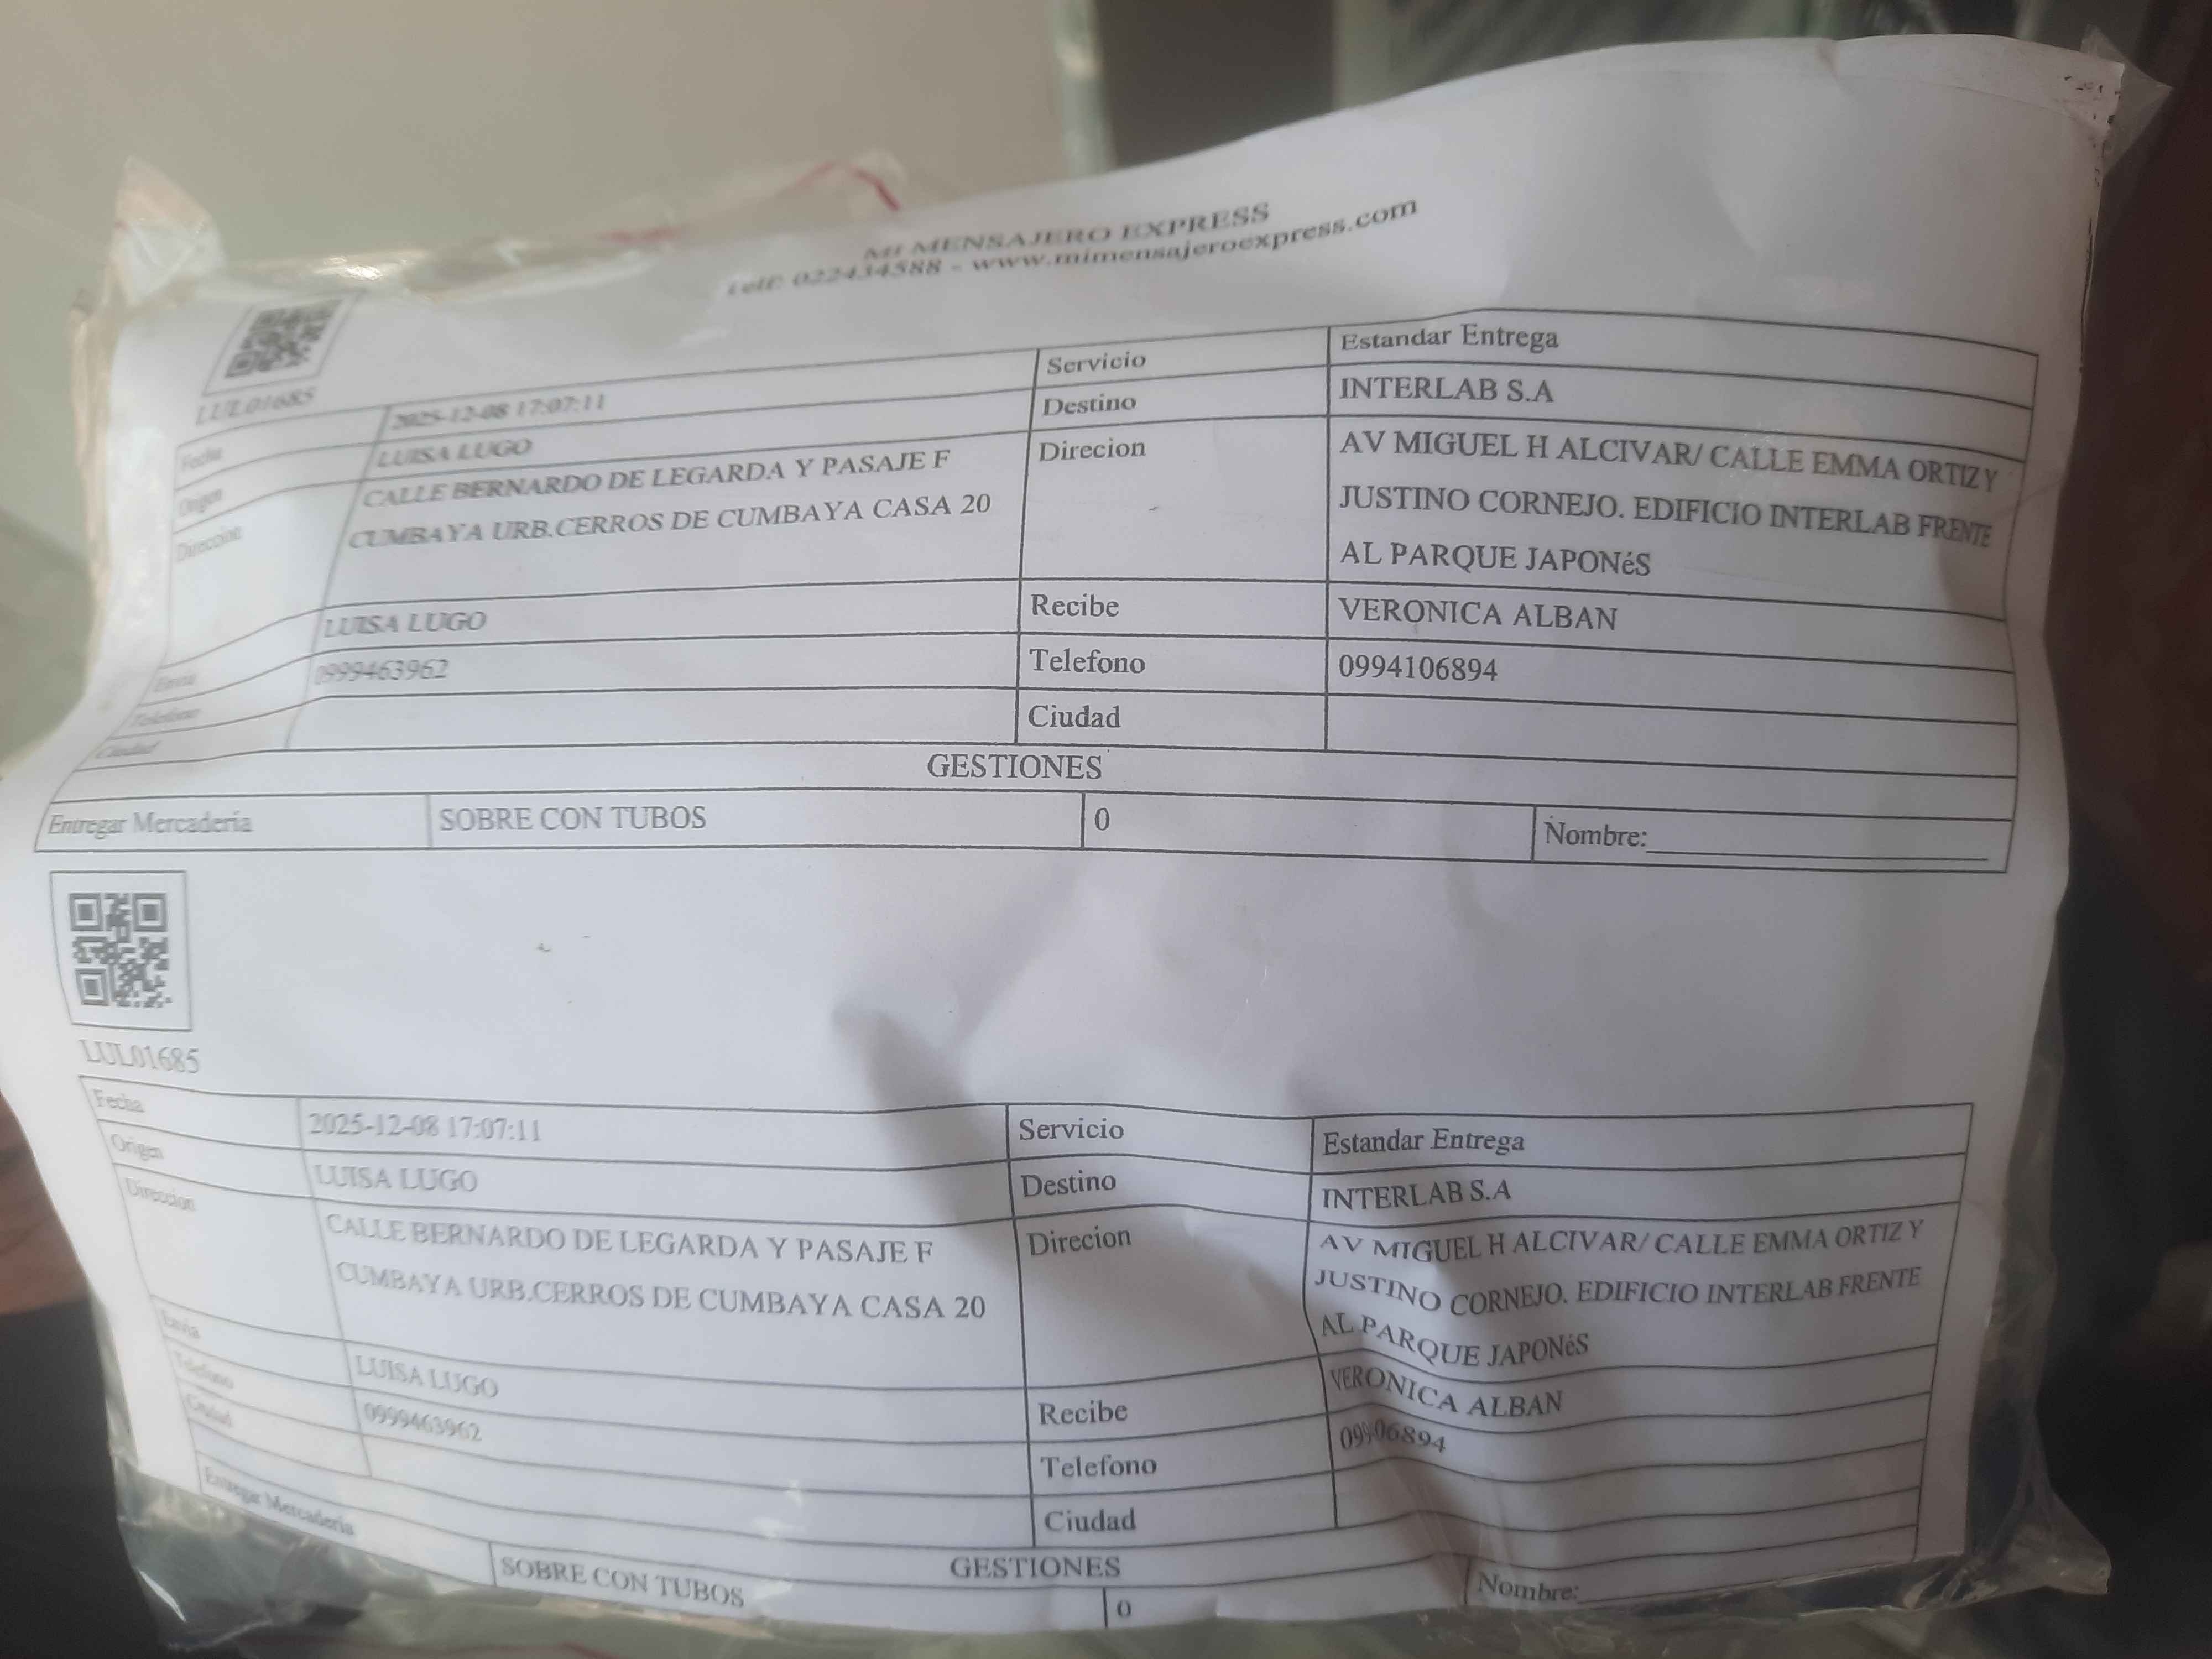 MI MENSAJERO EXPRESS
Telf: 022434588 - www.mimensajeroexpress.com
LUL01685
Fecha 2025-12-08 17:07:11 Servicio Estandar Entrega
Origen LUISA LUGO Destino INTERLAB S.A
Direccion CALLE BERNARDO DE LEGARDA Y PASAJE F Direcion AV MIGUEL H ALCIVAR/ CALLE EMMA ORTIZ Y
CUMBAYA URB.CERROS DE CUMBAYA CASA 20 JUSTINO CORNEJO. EDIFICIO INTERLAB FRENTE
AL PARQUE JAPONéS
Envia LUISA LUGO Recibe VERONICA ALBAN
Telefono 0999463962 Telefono 0994106894
Ciudad Ciudad
GESTIONES
Entregar Mercaderia SOBRE CON TUBOS 0 Nombre:
LUL01685
Fecha 2025-12-08 17:07:11 Servicio Estandar Entrega
Origen LUISA LUGO Destino INTERLAB S.A
Direccion CALLE BERNARDO DE LEGARDA Y PASAJE F Direcion AV MIGUEL H ALCIVAR/ CALLE EMMA ORTIZ Y
CUMBAYA URB.CERROS DE CUMBAYA CASA 20 JUSTINO CORNEJO. EDIFICIO INTERLAB FRENTE
AL PARQUE JAPONéS
Envia LUISA LUGO Recibe VERONICA ALBAN
Telefono 0999463962 Telefono
Ciudad Ciudad
GESTIONES
Entregar Mercaderia SOBRE CON TUBOS 0 Nombre: